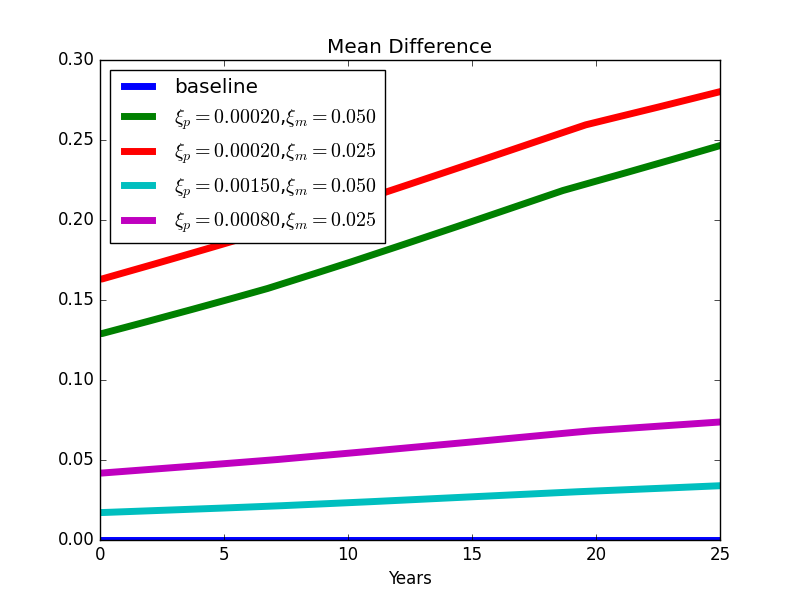 Mean Difference
0.30
baseline
ξₚ = 0.00020,ξₘ = 0.050
0.25
ξₚ = 0.00020,ξₘ = 0.025
ξₚ = 0.00150,ξₘ = 0.050
0.20
ξₚ = 0.00080,ξₘ = 0.025
0.15
0.10
0.05
0.00
0 5 10 15 20 25
Years